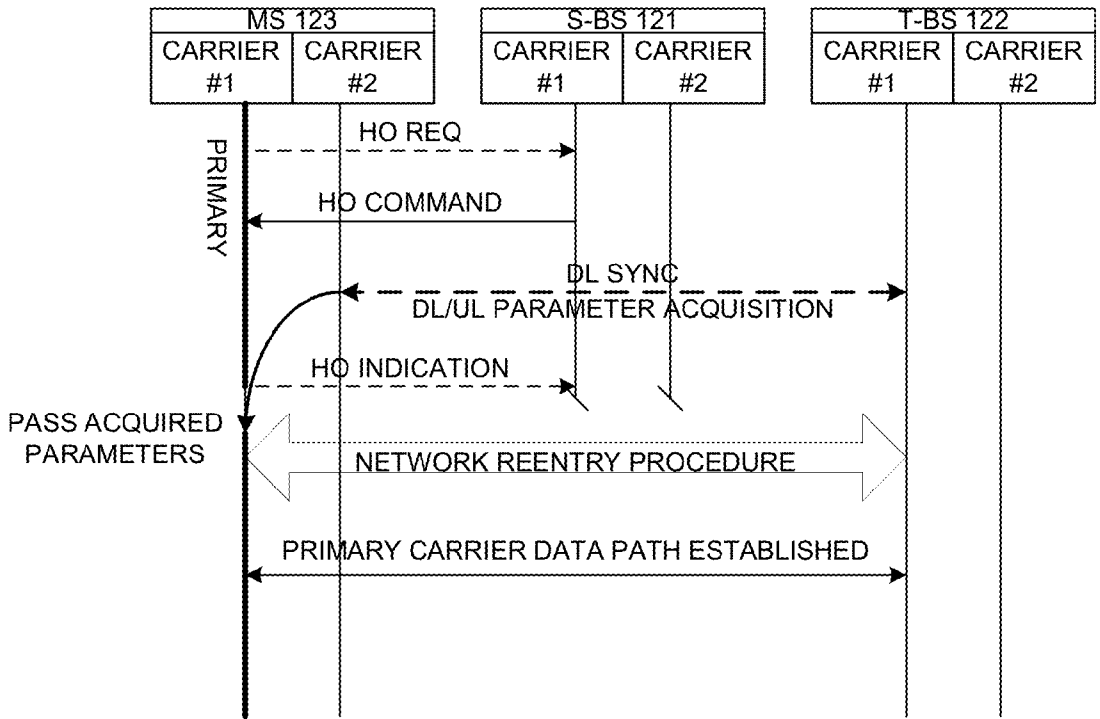 MS 123
S-BS 121
T-BS 122
CARRIER #1
CARRIER #2
CARRIER #1
CARRIER #2
CARRIER #1
CARRIER #2
PRIMARY
HO REQ
HO COMMAND
DL SYNC
DL/UL PARAMETER ACQUISITION
HO INDICATION
PASS ACQUIRED
PARAMETERS
NETWORK REENTRY PROCEDURE
PRIMARY CARRIER DATA PATH ESTABLISHED